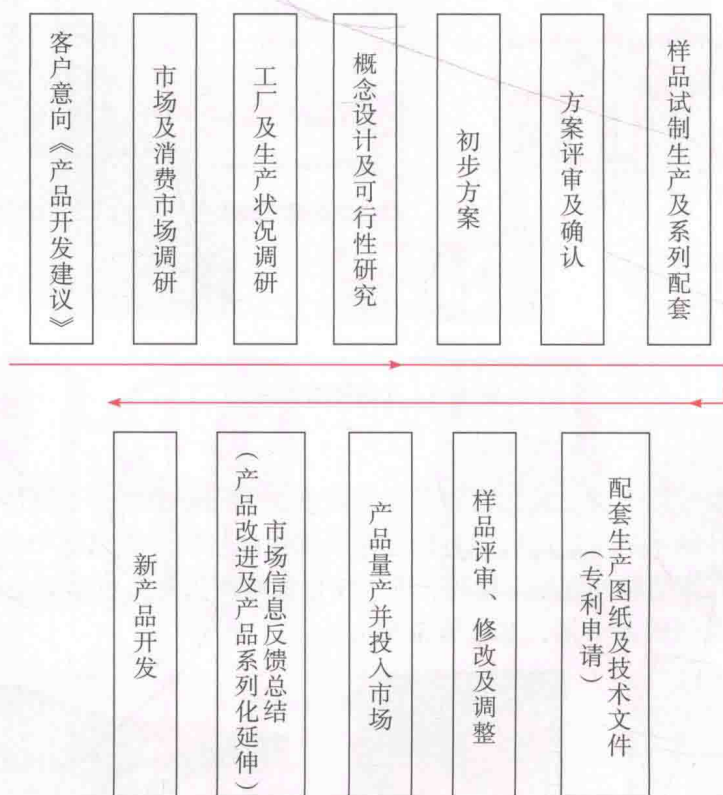 客户意向《产品开发建议》
市场及消费市场调研
工厂及生产状况调研
概念设计及可行性研究
初步方案
方案评审及确认
样品试制生产及系列配套
配套生产图纸及技术文件
（专利申请）
样品评审、修改及调整
产品量产并投入市场
市场信息反馈总结
（产品改进及产品系列化延伸）
新产品开发